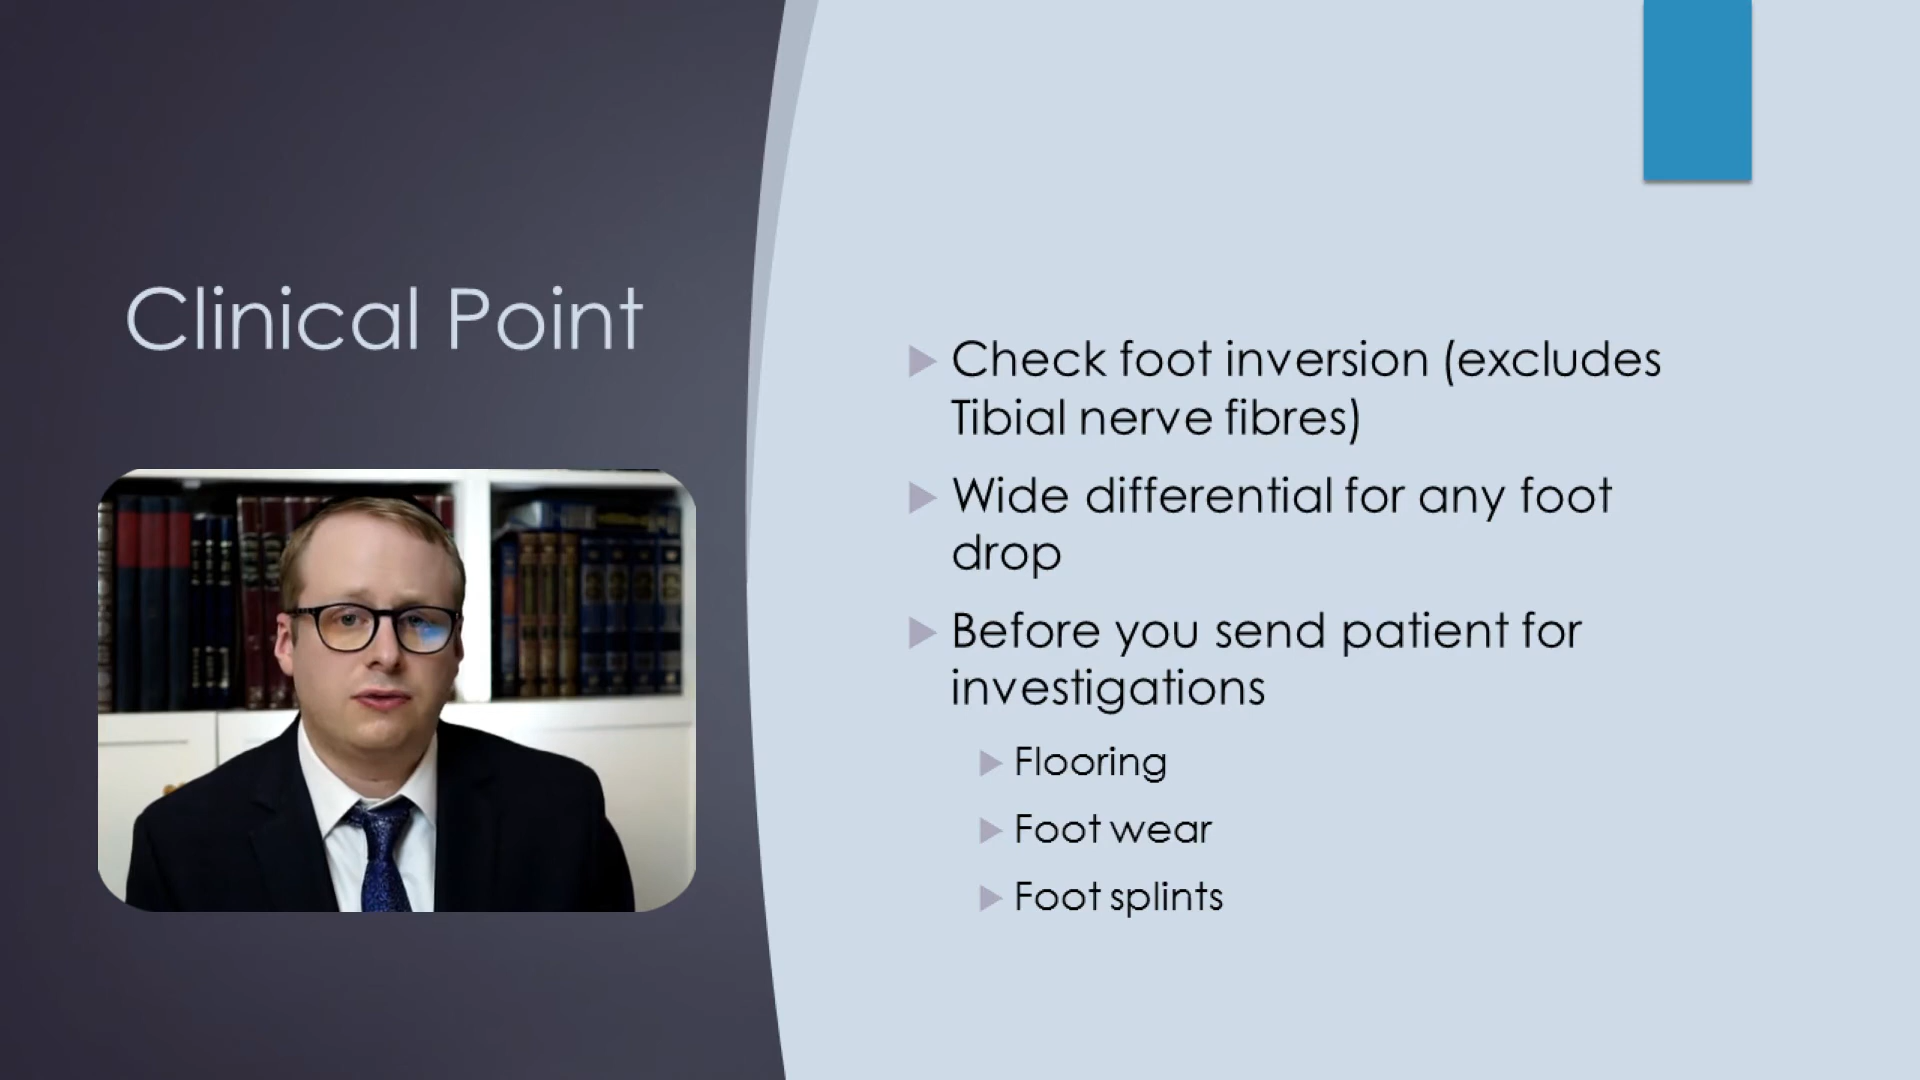 Clinical Point
Check foot inversion (excludes
Tibial nerve fibres)
Wide differential for any foot
drop
Before you send patient for
investigations
Flooring
Foot wear
Foot splints